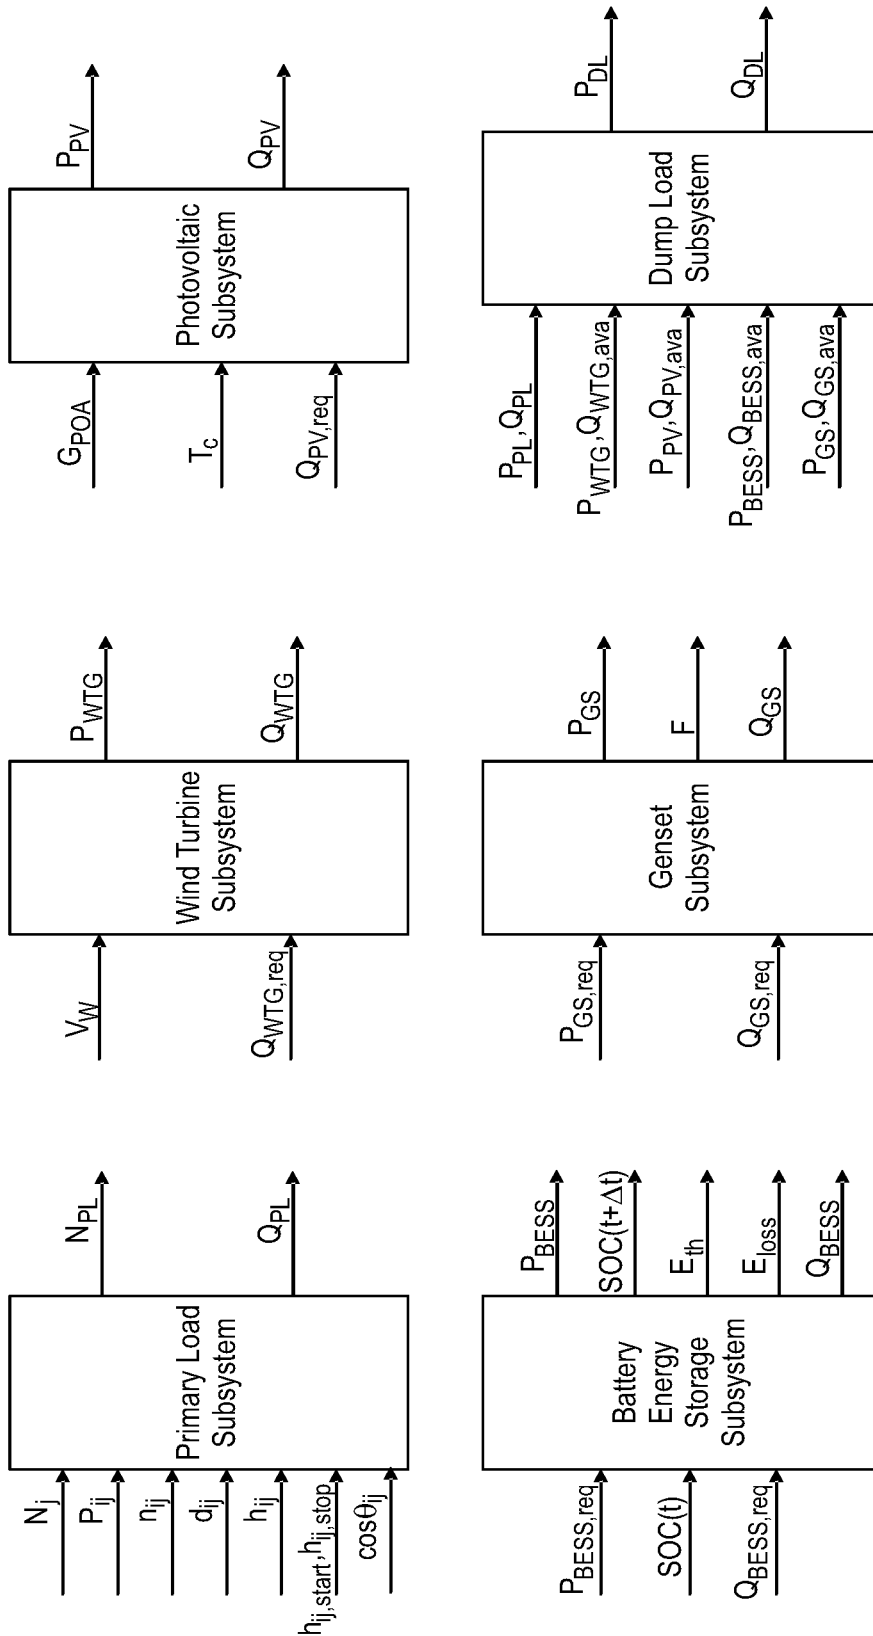 N_j
P_ij
n_ij
d_ij
h_ij
h_ij,start,h_ij,stop
cosθ_ij
Primary Load
Subsystem
N_PL
Q_PL
V_W
Q_WTG,req
Wind Turbine
Subsystem
P_WTG
Q_WTG
G_POA
T_c
Q_PV,req
Photovoltaic
Subsystem
P_PV
Q_PV
P_BESS,req
SOC(t)
Q_BESS,req
Battery
Energy
Storage
Subsystem
P_BESS
SOC(t+Δt)
E_th
E_loss
Q_BESS
P_GS,req
Q_GS,req
Genset
Subsystem
P_GS
F
Q_GS
P_PL,Q_PL
P_WTG,Q_WTG,ava
P_PV,Q_PV,ava
P_BESS,Q_BESS,ava
P_GS,Q_GS,ava
Dump Load
Subsystem
P_DL
Q_DL